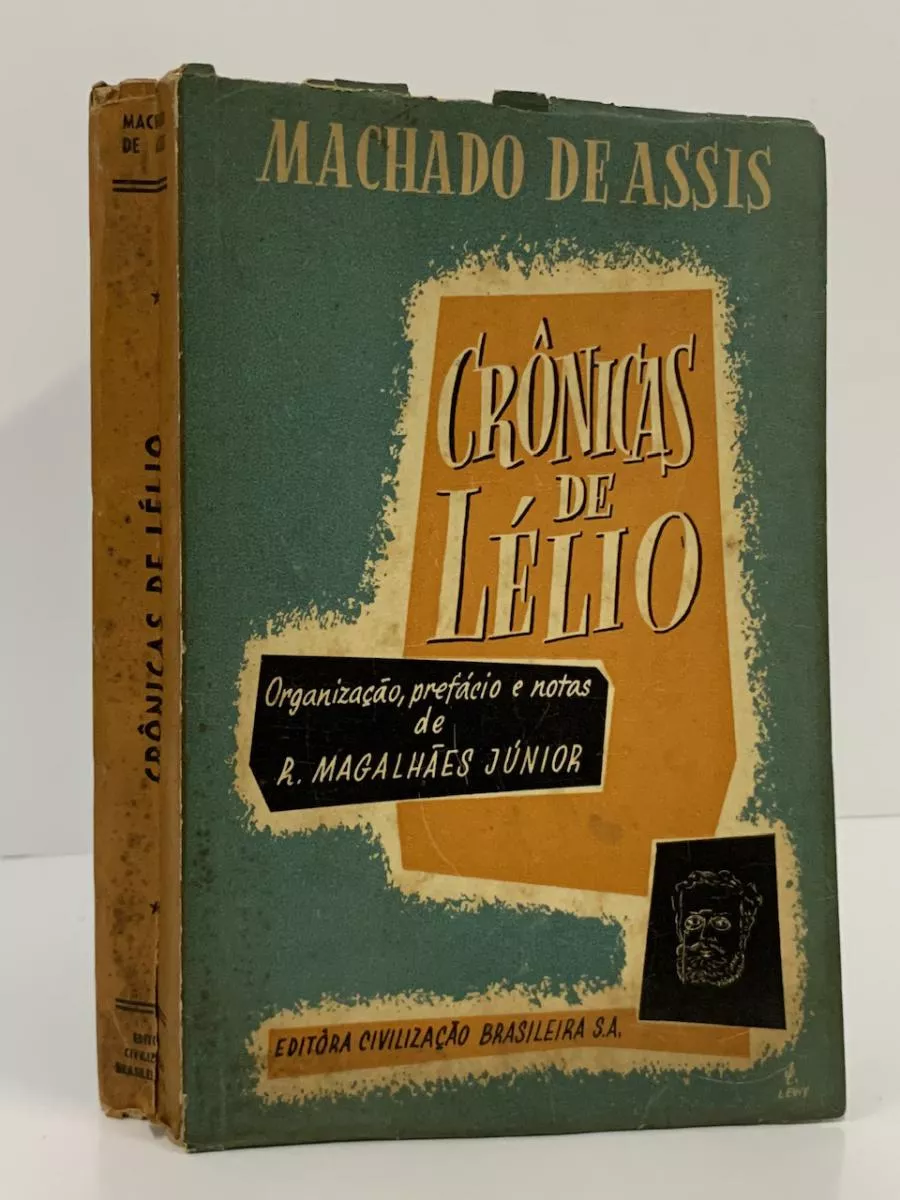 MACHADO DE ASSIS
CRÔNICAS
DE
LÉLIO
Organização, prefácio e notas
de
R. MAGALHÃES JÚNIOR
EDITÔRA CIVILIZAÇÃO BRASILEIRA S.A.
LEVIT
DE
CRÔNICAS DE LÉLIO